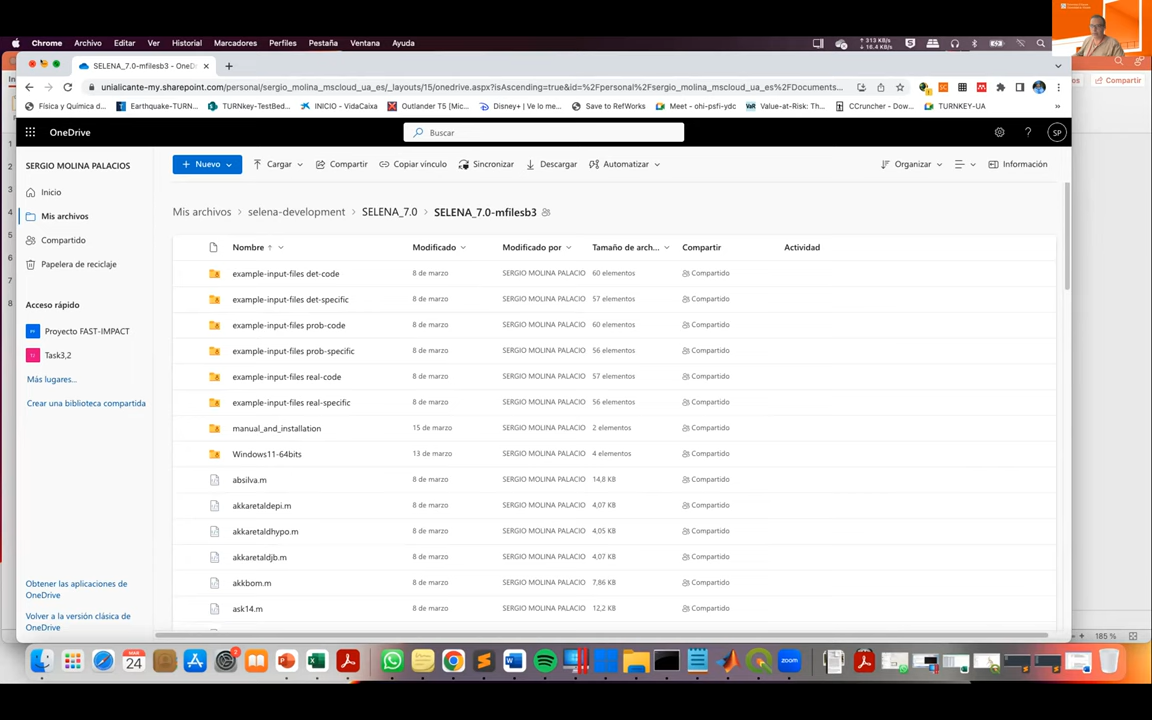 Chrome Archivo Editar Ver Historial Marcadores Perfiles Pestaña Ventana Ayuda
SELENA_7.0-mfilesb3 - OneD
unialicante-my.sharepoint.com/personal/sergio_molina_mscloud_ua_es/_layouts/15/onedrive.aspx?isAscending=true&id=%2Fpersonal%2Fsergio_molina_mscloud_ua_es%2FDocuments...
Física y Química d... Earthquake-TURN... TURNkey-TestBed... INICIO - VidaCaixa Outlander T5 [Mic... Disney+ | Ve lo me... Save to RefWorks Meet - ohi-psfi-ydc Value-at-Risk: Th... CCruncher - Dow... TURNKEY-UA »
Compartir
OneDrive
Buscar
SP
SERGIO MOLINA PALACIOS
Inicio
Mis archivos
Compartido
Papelera de reciclaje
Acceso rápido
Proyecto FAST-IMPACT
Task3,2
Más lugares...
Crear una biblioteca compartida
Obtener las aplicaciones de OneDrive
Volver a la versión clásica de OneDrive
+ Nuevo Cargar Compartir Copiar vínculo Sincronizar Descargar Automatizar Organizar Información
Mis archivos > selena-development > SELENA_7.0 > SELENA_7.0-mfilesb3
Nombre Modificado Modificado por Tamaño de arch... Compartir Actividad
example-input-files det-code 8 de marzo SERGIO MOLINA PALACIO 60 elementos Compartido
example-input-files det-specific 8 de marzo SERGIO MOLINA PALACIO 57 elementos Compartido
example-input-files prob-code 8 de marzo SERGIO MOLINA PALACIO 60 elementos Compartido
example-input-files prob-specific 8 de marzo SERGIO MOLINA PALACIO 56 elementos Compartido
example-input-files real-code 8 de marzo SERGIO MOLINA PALACIO 57 elementos Compartido
example-input-files real-specific 8 de marzo SERGIO MOLINA PALACIO 56 elementos Compartido
manual_and_installation 15 de marzo SERGIO MOLINA PALACIO 2 elementos Compartido
Windows11-64bits 13 de marzo SERGIO MOLINA PALACIO 4 elementos Compartido
absilva.m 8 de marzo SERGIO MOLINA PALACIO 14,8 KB Compartido
akkaretaldepi.m 8 de marzo SERGIO MOLINA PALACIO 4,07 KB Compartido
akkaretaldhypo.m 8 de marzo SERGIO MOLINA PALACIO 4,05 KB Compartido
akkaretaldjb.m 8 de marzo SERGIO MOLINA PALACIO 4,07 KB Compartido
akkbom.m 8 de marzo SERGIO MOLINA PALACIO 7,86 KB Compartido
ask14.m 8 de marzo SERGIO MOLINA PALACIO 12,2 KB Compartido
185 %
24
zoom